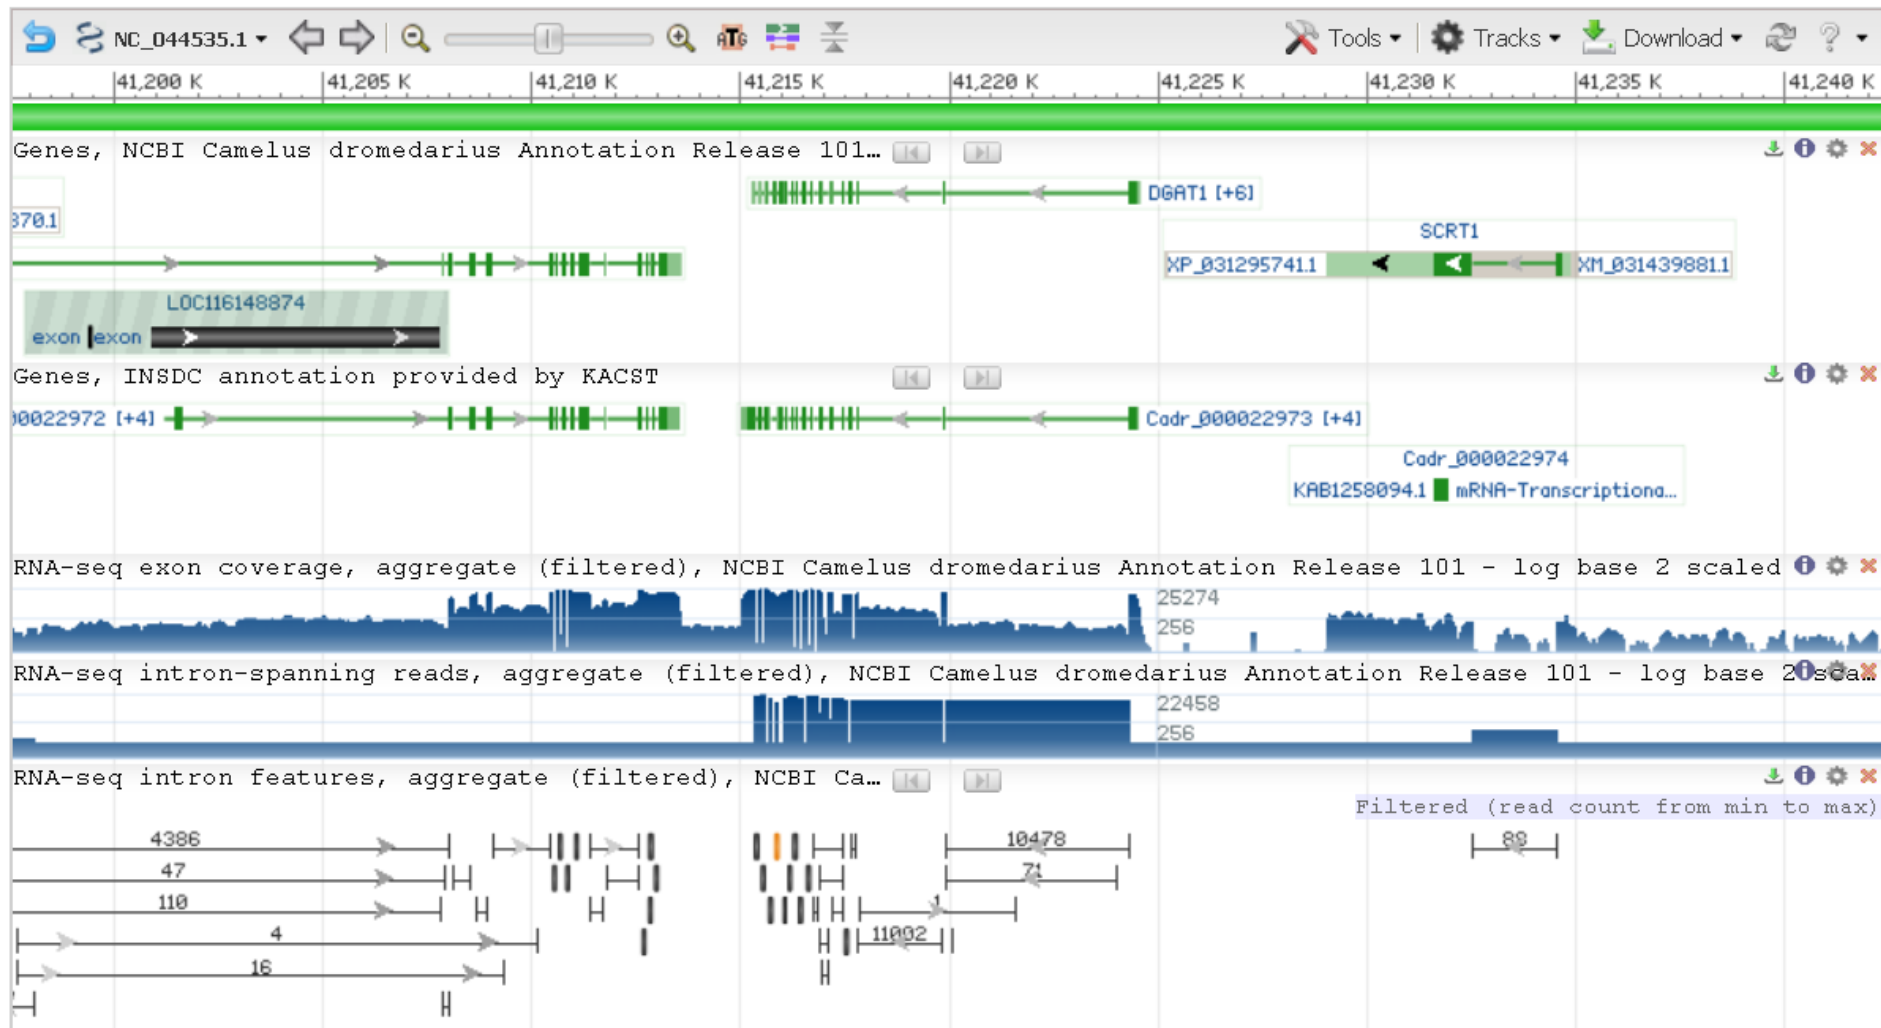 NC_044535.1 Tools Tracks Download ?
41,200 K 41,205 K 41,210 K 41,215 K 41,220 K 41,225 K 41,230 K 41,235 K 41,240 K
Genes, NCBI Camelus dromedarius Annotation Release 101…
DGAT1 [+6]
370.1
SCRT1
XP_031295741.1 XM_031439881.1
LOC116148874
exon exon
Genes, INSDC annotation provided by KACST
00022972 [+4] Cadr_000022973 [+4]
Cadr_000022974
KAB1258094.1 mRNA-Transcriptiona…
RNA-seq exon coverage, aggregate (filtered), NCBI Camelus dromedarius Annotation Release 101 - log base 2 scaled
25274
256
RNA-seq intron-spanning reads, aggregate (filtered), NCBI Camelus dromedarius Annotation Release 101 - log base 2 sca…
22458
256
RNA-seq intron features, aggregate (filtered), NCBI Ca…
Filtered (read count from min to max)
4386 10478 88
47 71
110 1
4 11092
16